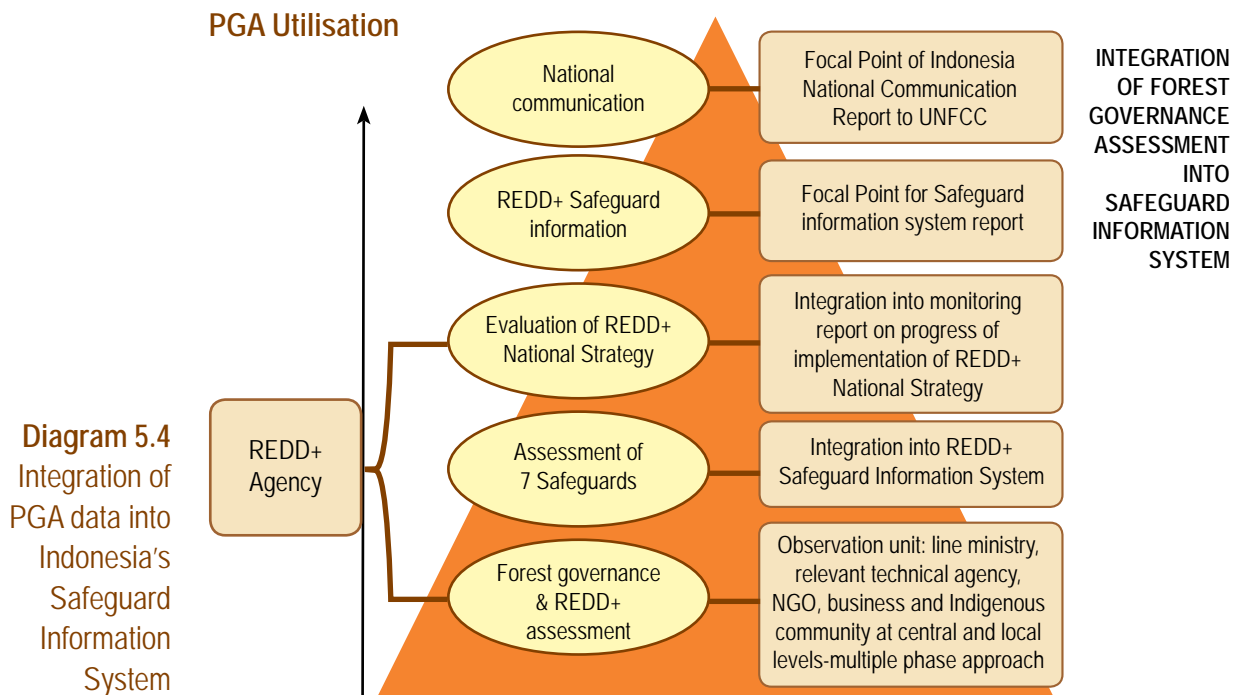 PGA Utilisation
National
communication
Focal Point of Indonesia
National Communication
Report to UNFCC
INTEGRATION
OF FOREST
GOVERNANCE
ASSESSMENT
INTO
SAFEGUARD
INFORMATION
SYSTEM
REDD+ Safeguard
information
Focal Point for Safeguard
information system report
Evaluation of REDD+
National Strategy
Integration into monitoring
report on progress of
implementation of REDD+
National Strategy
Diagram 5.4
Integration of
PGA data into
Indonesia's
Safeguard
Information
System
REDD+
Agency
Assessment of
7 Safeguards
Integration into REDD+
Safeguard Information System
Forest governance
& REDD+
assessment
Observation unit: line ministry,
relevant technical agency,
NGO, business and Indigenous
community at central and local
levels-multiple phase approach